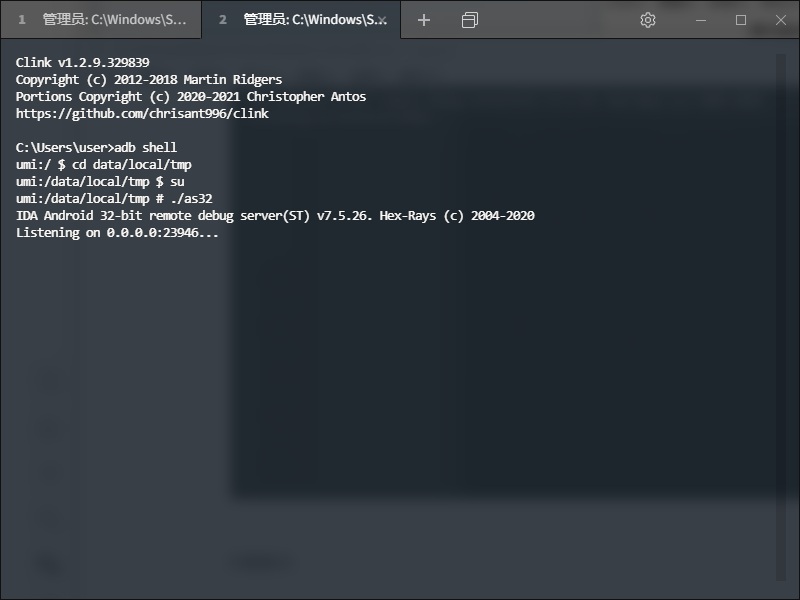 1 管理员: C:\Windows\S...
2 管理员: C:\Windows\S...
Clink v1.2.9.329839
Copyright (c) 2012-2018 Martin Ridgers
Portions Copyright (c) 2020-2021 Christopher Antos
https://github.com/chrisant996/clink
C:\Users\user>adb shell
umi:/ $ cd data/local/tmp
umi:/data/local/tmp $ su
umi:/data/local/tmp # ./as32
IDA Android 32-bit remote debug server(ST) v7.5.26. Hex-Rays (c) 2004-2020
Listening on 0.0.0.0:23946...